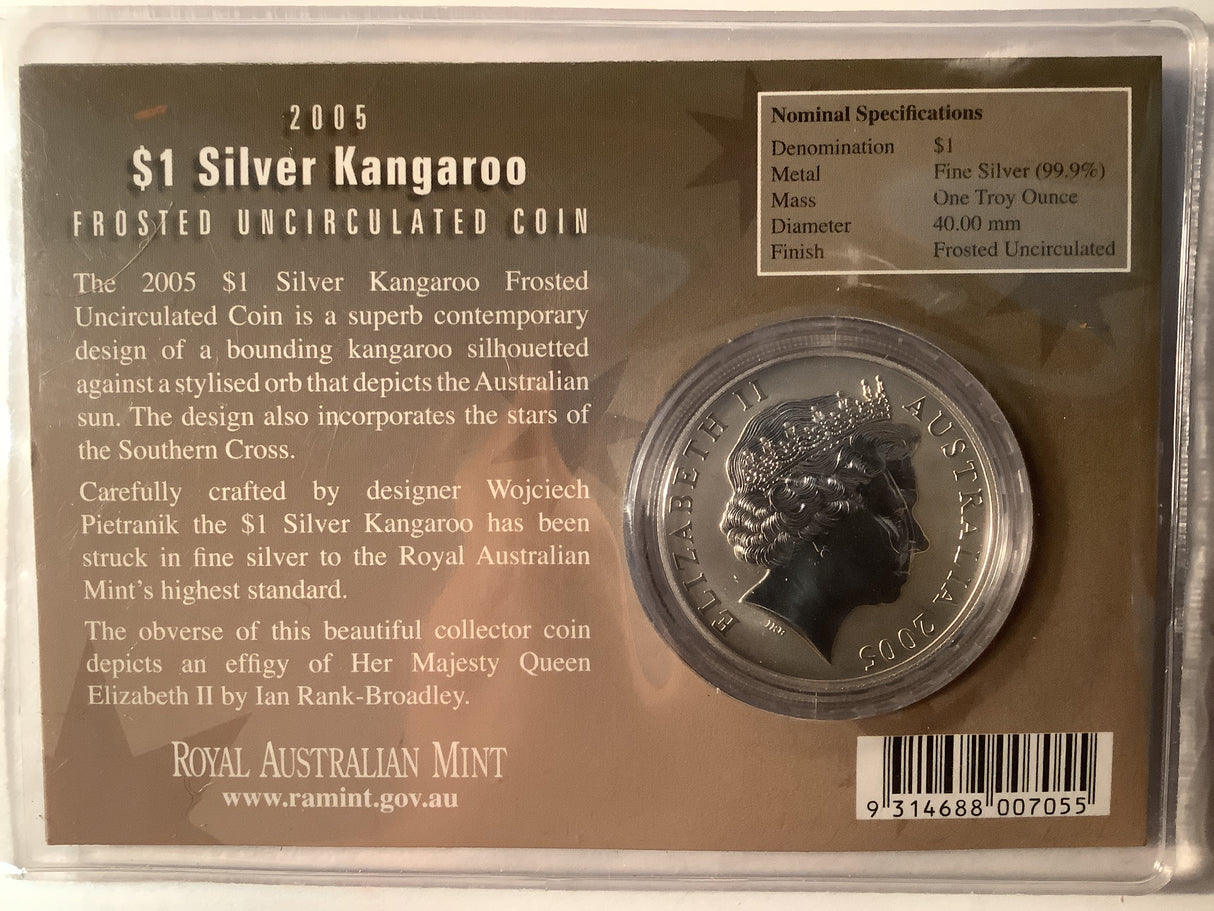 2005
$1 Silver Kangaroo
FROSTED UNCIRCULATED COIN
The 2005 $1 Silver Kangaroo Frosted
Uncirculated Coin is a superb contemporary
design of a bounding kangaroo silhouetted
against a stylised orb that depicts the Australian
sun. The design also incorporates the stars of
the Southern Cross.
Carefully crafted by designer Wojciech
Pietranik the $1 Silver Kangaroo has been
struck in fine silver to the Royal Australian
Mint's highest standard.
The obverse of this beautiful collector coin
depicts an effigy of Her Majesty Queen
Elizabeth II by Ian Rank-Broadley.
ROYAL AUSTRALIAN MINT
www.ramint.gov.au
Nominal Specifications
Denomination $1
Metal Fine Silver (99.9%)
Mass One Troy Ounce
Diameter 40.00 mm
Finish Frosted Uncirculated
ELIZABETH II
AUSTRALIA 2005
IRB
9 314688 007055